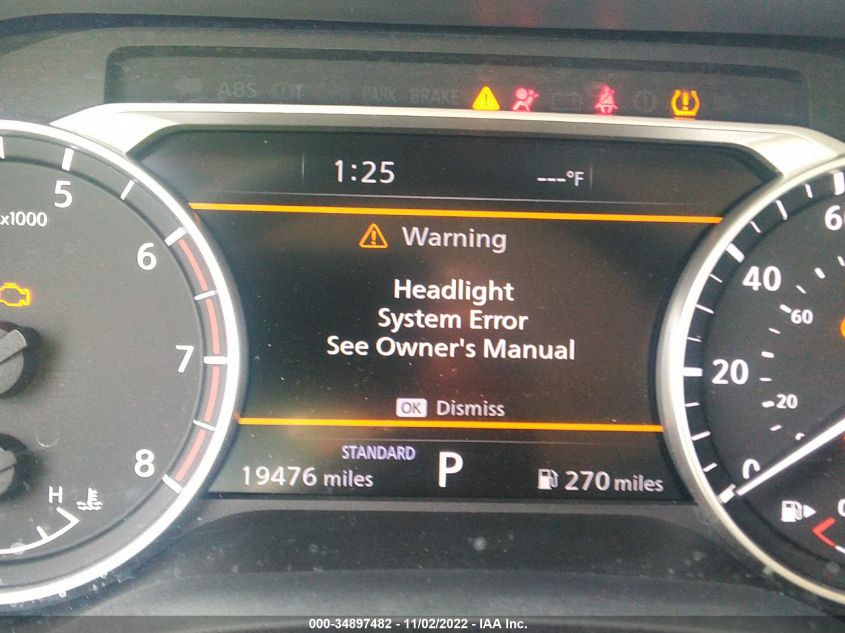 ABS
PARK BRAKE
1:25
---°F
x1000
5
6
7
8
H
Warning
Headlight
System Error
See Owner's Manual
OK Dismiss
STANDARD
19476 miles
P
270 miles
60
40
60
20
20
0
000-34897482 - 11/02/2022 - IAA Inc.